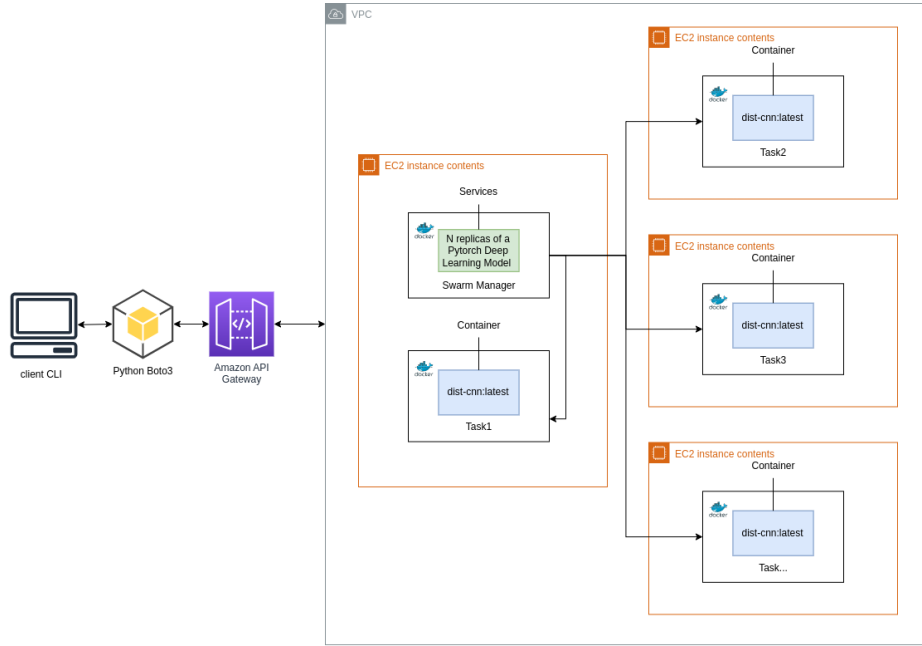 VPC
EC2 instance contents
Container
docker
dist-cnn:latest
Task2
EC2 instance contents
Services
docker
N replicas of a
Pytorch Deep
Learning Model
Swarm Manager
Container
docker
dist-cnn:latest
Task1
EC2 instance contents
Container
docker
dist-cnn:latest
Task3
client CLI
Python Boto3
</>
Amazon API
Gateway
EC2 instance contents
Container
docker
dist-cnn:latest
Task...